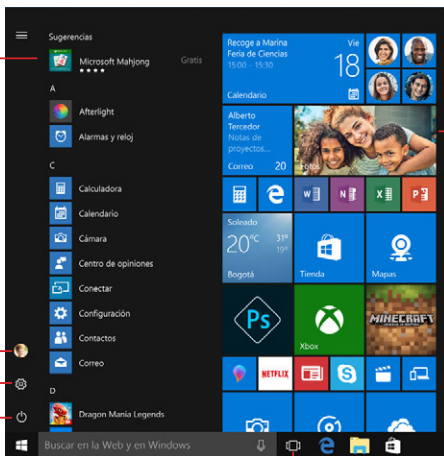 Sugerencias
Microsoft Mahjong
Gratis
A
Afterlight
Alarmas y reloj
C
Calculadora
Calendario
Cámara
Centro de opiniones
Conectar
Configuración
Contactos
Correo
D
Dragon Mania Legends
Buscar en la Web y en Windows
Recoge a Marina
Feria de Ciencias
15:00 - 15:30
Vie
18
Calendario
Alberto
Tercedor
Notas de
proyectos...
Correo 20
Fotos
W
N
X
P
Soleado
20°C
31°
19°
Bogotá
Tienda
Mapas
Ps
Xbox
MINECRAFT
NETFLIX
S